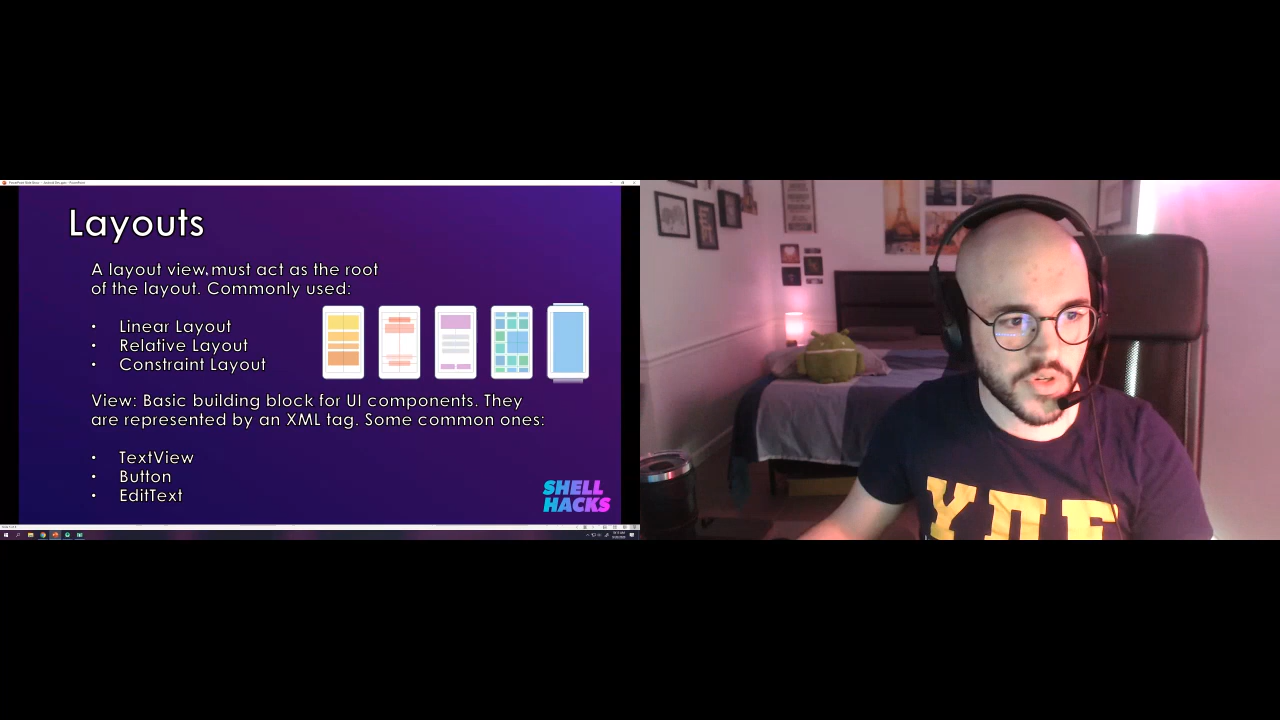 Layouts
A layout view must act as the root
of the layout. Commonly used:
• Linear Layout
• Relative Layout
• Constraint Layout
View: Basic building block for UI components. They
are represented by an XML tag. Some common ones:
• TextView
• Button
• EditText
SHELL
HACKS